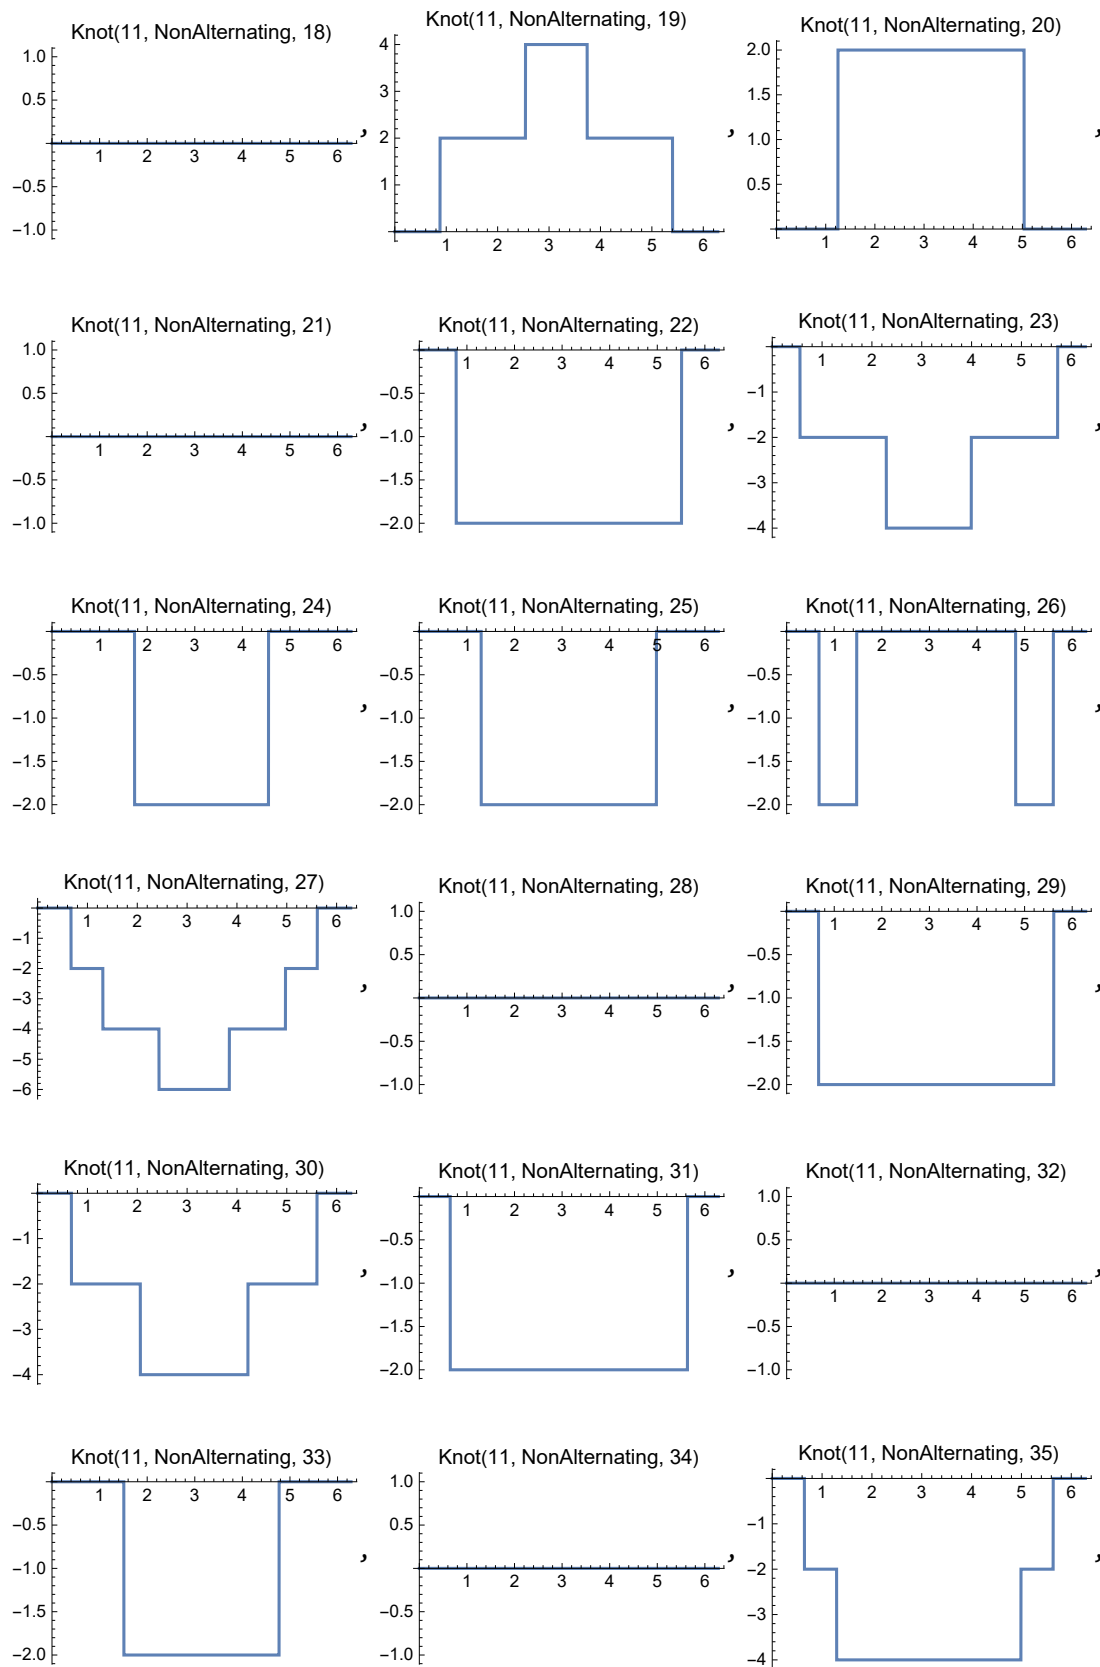 Knot(11, NonAlternating, 18)
1.0
0.5
1 2 3 4 5 6
−0.5
−1.0
,
Knot(11, NonAlternating, 19)
4
3
2
1
1 2 3 4 5 6
,
Knot(11, NonAlternating, 20)
2.0
1.5
1.0
0.5
1 2 3 4 5 6
,
Knot(11, NonAlternating, 21)
1.0
0.5
1 2 3 4 5 6
−0.5
−1.0
,
Knot(11, NonAlternating, 22)
1 2 3 4 5 6
−0.5
−1.0
−1.5
−2.0
,
Knot(11, NonAlternating, 23)
1 2 3 4 5 6
−1
−2
−3
−4
,
Knot(11, NonAlternating, 24)
1 2 3 4 5 6
−0.5
−1.0
−1.5
−2.0
,
Knot(11, NonAlternating, 25)
1 2 3 4 5 6
−0.5
−1.0
−1.5
−2.0
,
Knot(11, NonAlternating, 26)
1 2 3 4 5 6
−0.5
−1.0
−1.5
−2.0
,
Knot(11, NonAlternating, 27)
1 2 3 4 5 6
−1
−2
−3
−4
−5
−6
,
Knot(11, NonAlternating, 28)
1.0
0.5
1 2 3 4 5 6
−0.5
−1.0
,
Knot(11, NonAlternating, 29)
1 2 3 4 5 6
−0.5
−1.0
−1.5
−2.0
,
Knot(11, NonAlternating, 30)
1 2 3 4 5 6
−1
−2
−3
−4
,
Knot(11, NonAlternating, 31)
1 2 3 4 5 6
−0.5
−1.0
−1.5
−2.0
,
Knot(11, NonAlternating, 32)
1.0
0.5
1 2 3 4 5 6
−0.5
−1.0
,
Knot(11, NonAlternating, 33)
1 2 3 4 5 6
−0.5
−1.0
−1.5
−2.0
,
Knot(11, NonAlternating, 34)
1.0
0.5
1 2 3 4 5 6
−0.5
−1.0
,
Knot(11, NonAlternating, 35)
1 2 3 4 5 6
−1
−2
−3
−4
,